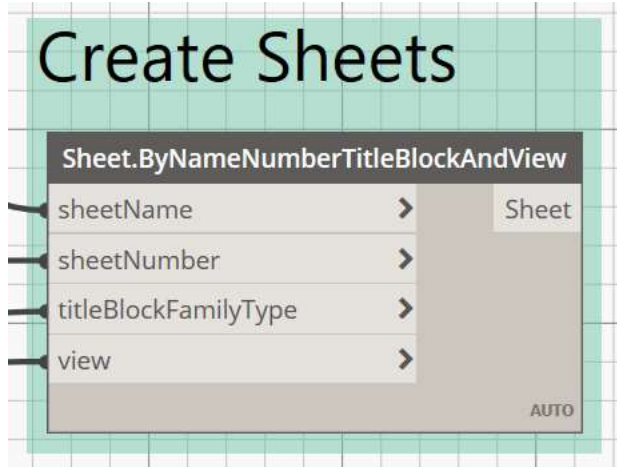 Create Sheets
Sheet.ByNameNumberTitleBlockAndView
sheetName > Sheet
sheetNumber >
titleBlockFamilyType >
view >
AUTO